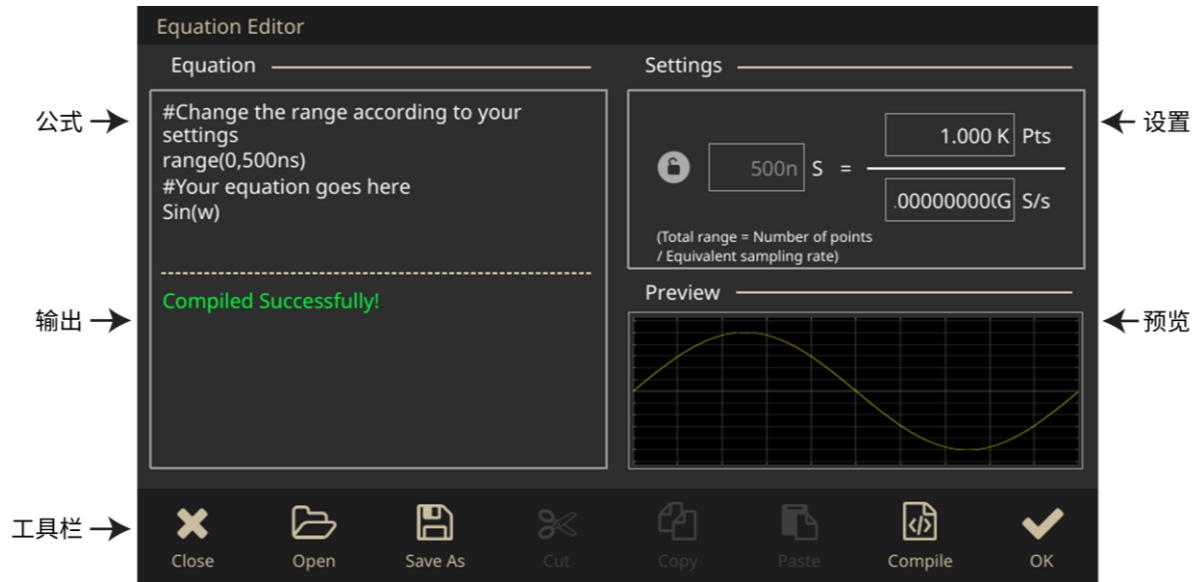 Equation Editor
Equation
Settings
公式
#Change the range according to your
settings
range(0,500ns)
#Your equation goes here
Sin(w)
设置
1.000 K Pts
500n S =
.00000000(G S/s
(Total range = Number of points
/ Equivalent sampling rate)
输出
Compiled Successfully!
Preview
预览
工具栏
Close
Open
Save As
Cut
Copy
Paste
Compile
OK